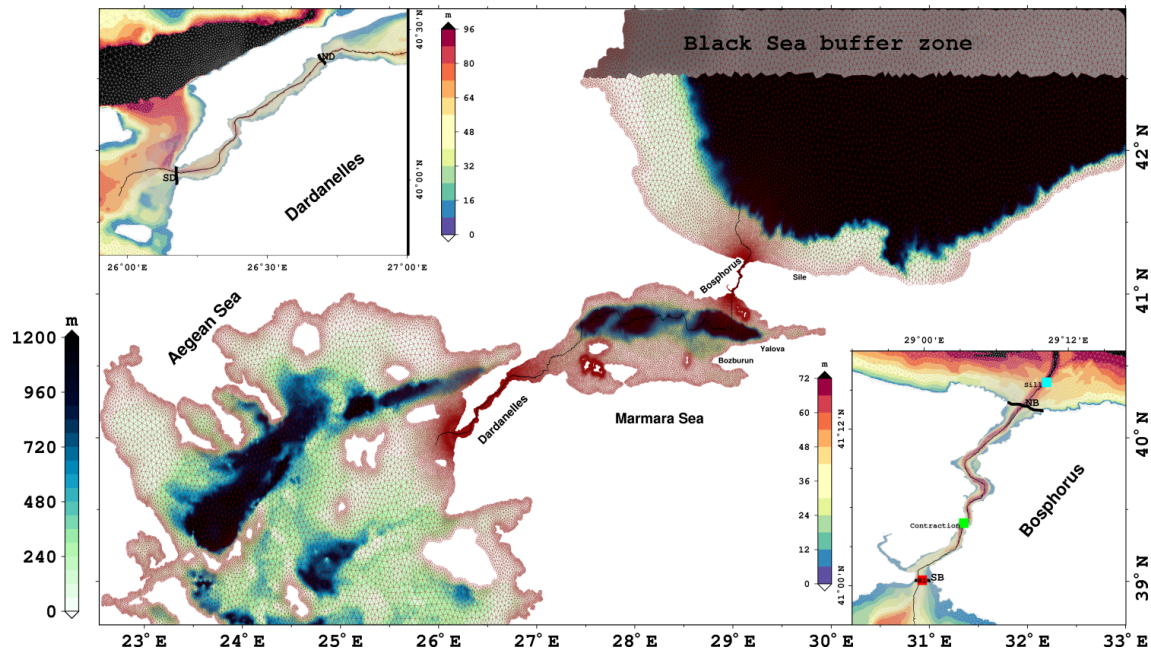 Black Sea buffer zone
m
96
80
64
48
32
16
0
40°30'N
40°00'N
ND
SD
Dardanelles
26°00'E
26°30'E
27°00'E
42°N
41°N
40°N
39°N
Sile
Bosphorus
Aegean Sea
Yalova
Bozburun
Dardanelles
Marmara Sea
m
1200
960
720
480
240
0
m
72
60
48
36
24
12
0
29°00'E
29°12'E
41°12'N
41°00'N
Sill
NB
Contraction
Bosphorus
SB
23°E
24°E
25°E
26°E
27°E
28°E
29°E
30°E
31°E
32°E
33°E